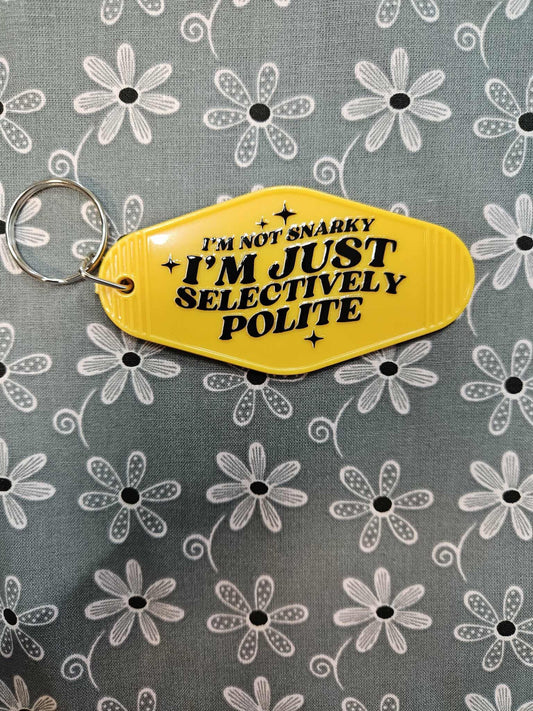 I'M NOT SNARKY
I'M JUST
SELECTIVELY
POLITE